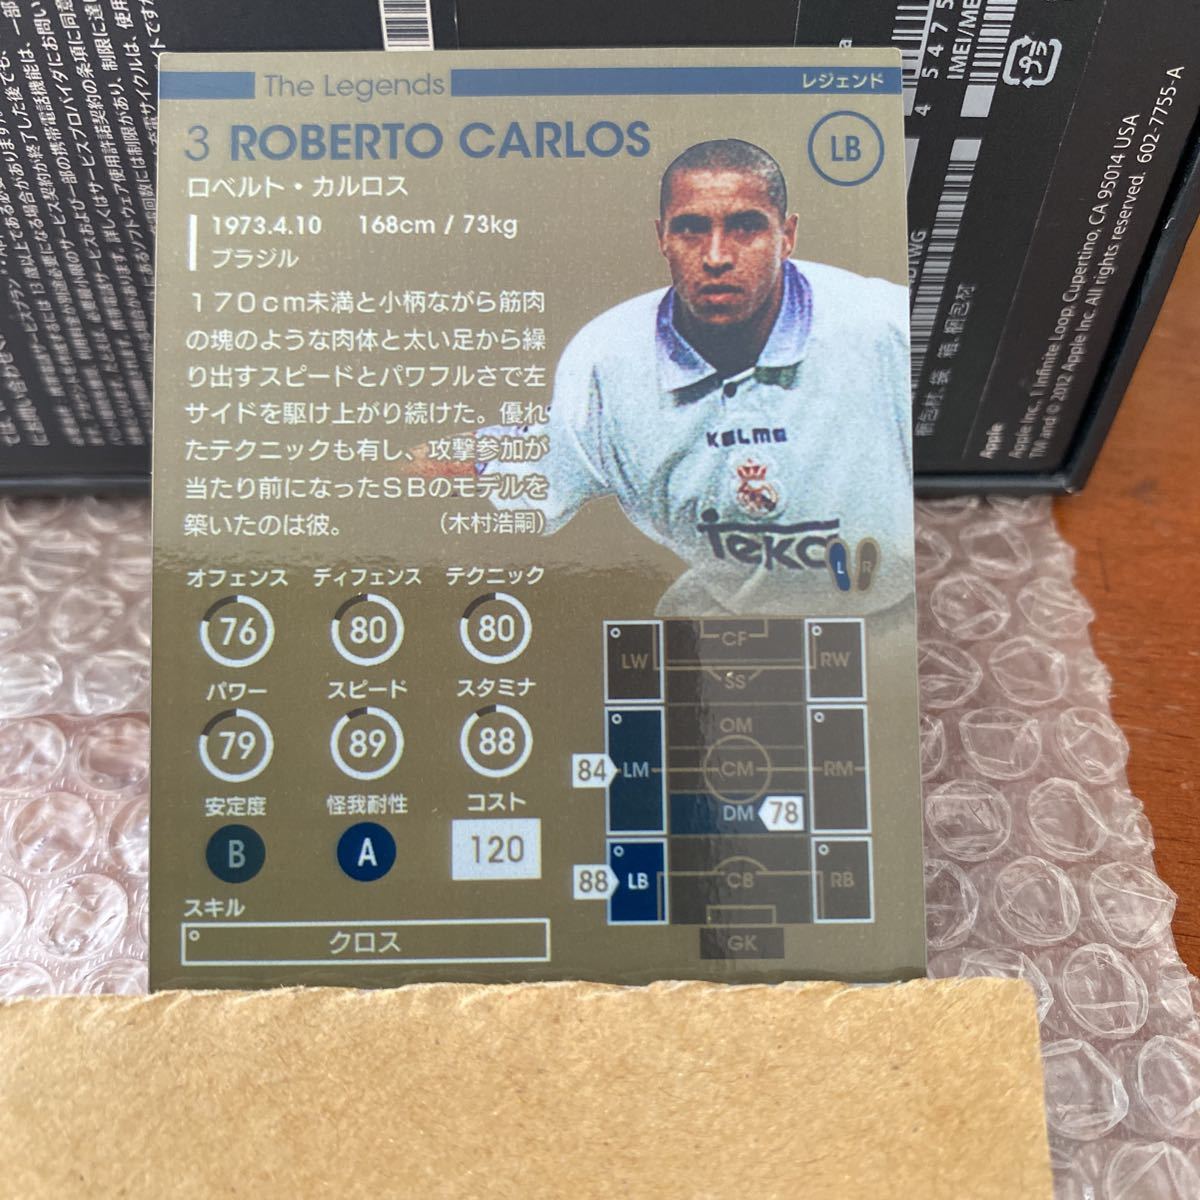 The Legends
レジェンド
3 ROBERTO CARLOS
LB
ロベルト・カルロス
1973.4.10 168cm / 73kg
ブラジル
170cm未満と小柄ながら筋肉
の塊のような肉体と太い足から繰
り出すスピードとパワフルさで左
サイドを駆け上がり続けた。優れ
たテクニックも有し、攻撃参加が
当たり前になったSBのモデルを
築いたのは彼。 （木村浩嗣）
KELME
Teka
L R
オフェンス ディフェンス テクニック
76 80 80
パワー スピード スタミナ
79 89 88
安定度 怪我耐性 コスト
B A 120
スキル
クロス
CF
LW RW
SS
OM
84 LM CM RM
DM 78
88 LB CB RB
GK
IMEI/ME
プラ
箱、梱包材
Apple
Apple Inc., 1 Infinite Loop, Cupertino, CA 95014 USA
TM and © 2012 Apple Inc. All rights reserved. 602-7755-A